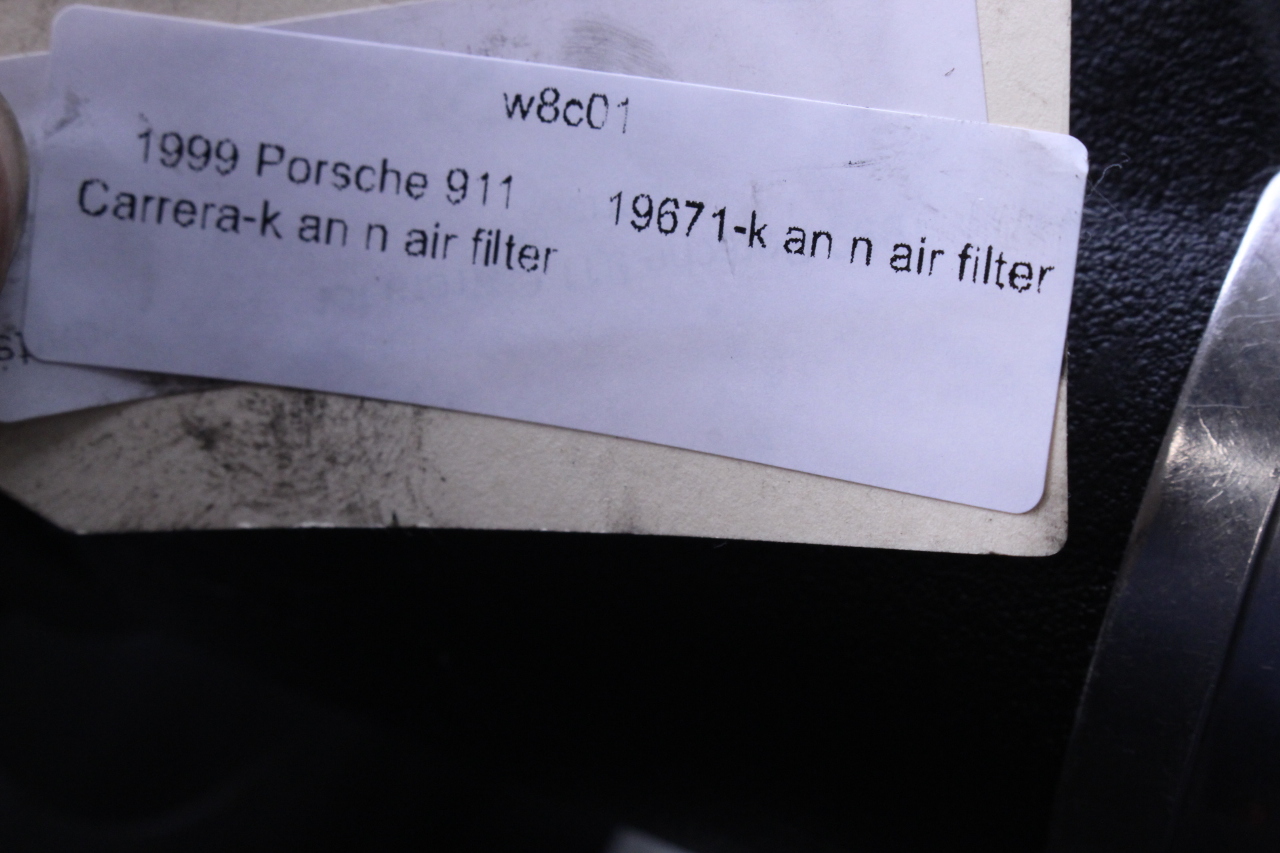 w8c01
1999 Porsche 911
Carrera-k an n air filter
19671-k an n air filter